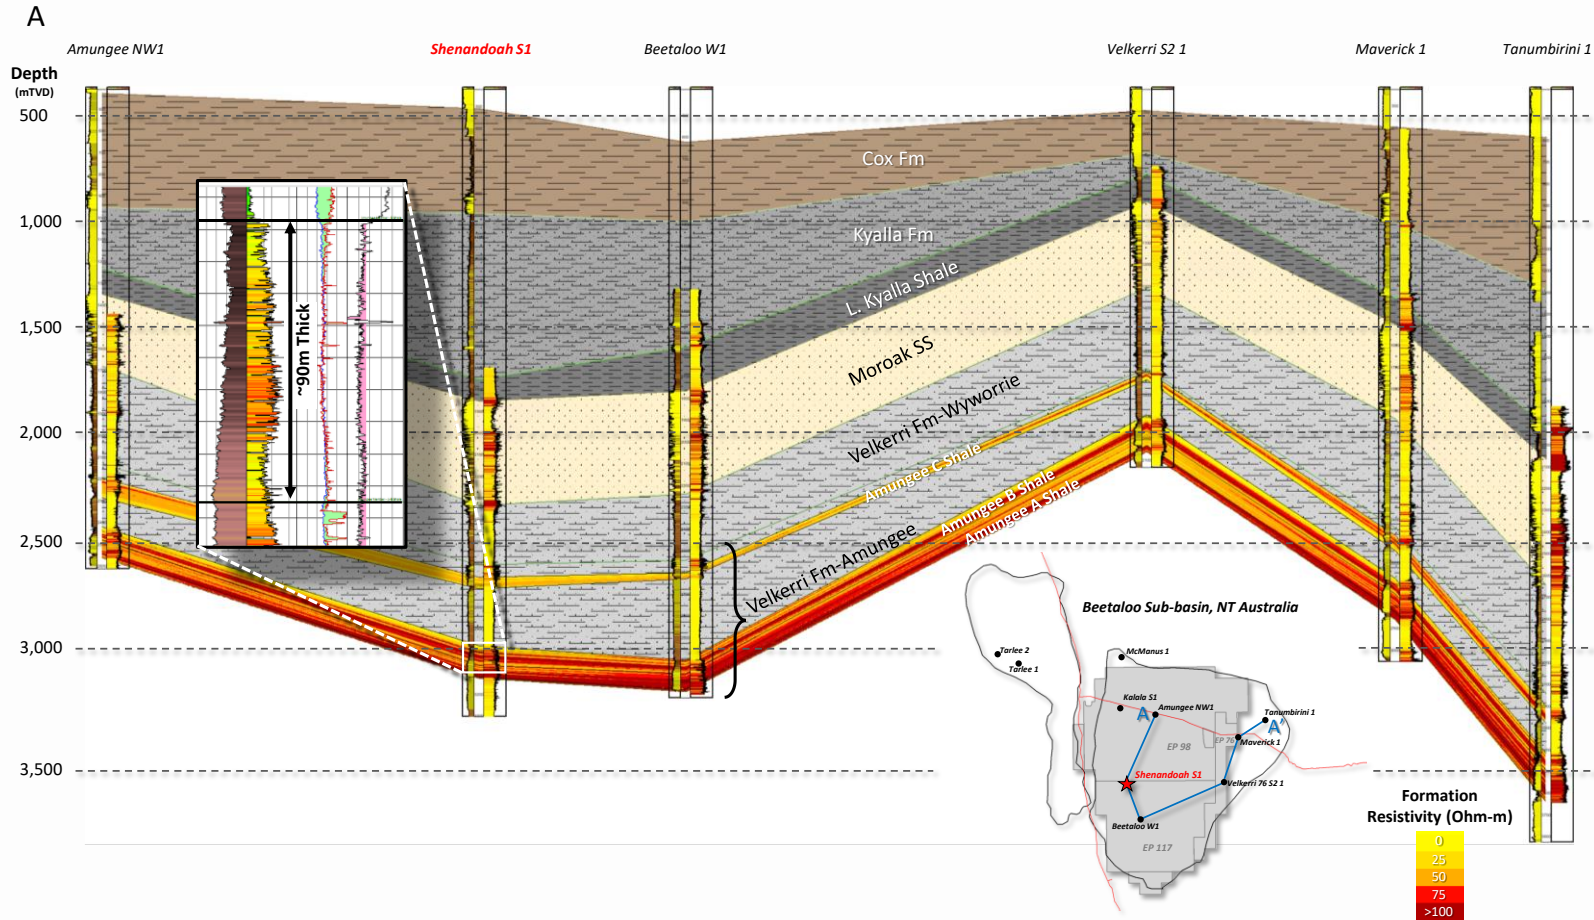 A
Amungee NW1
Shenandoah S1
Beetaloo W1
Velkerri S2 1
Maverick 1
Tanumbirini 1
Depth
(mTVD)
500
1,000
1,500
2,000
2,500
3,000
3,500
Cox Fm
Kyalla Fm
L. Kyalla Shale
Moroak SS
Velkerri Fm-Wyworrie
Amungee C Shale
Velkerri Fm-Amungee
Amungee B Shale
Amungee A Shale
~90m Thick
Beetaloo Sub-basin, NT Australia
Tarlee 2
Tarlee 1
McManus 1
Kalala S1
A
Amungee NW1
Tanumbirini 1
A'
EP 76
Maverick 1
EP 98
Shenandoah S1
Velkerri 76 S2 1
Beetaloo W1
EP 117
Formation
Resistivity (Ohm-m)
0
25
50
75
>100